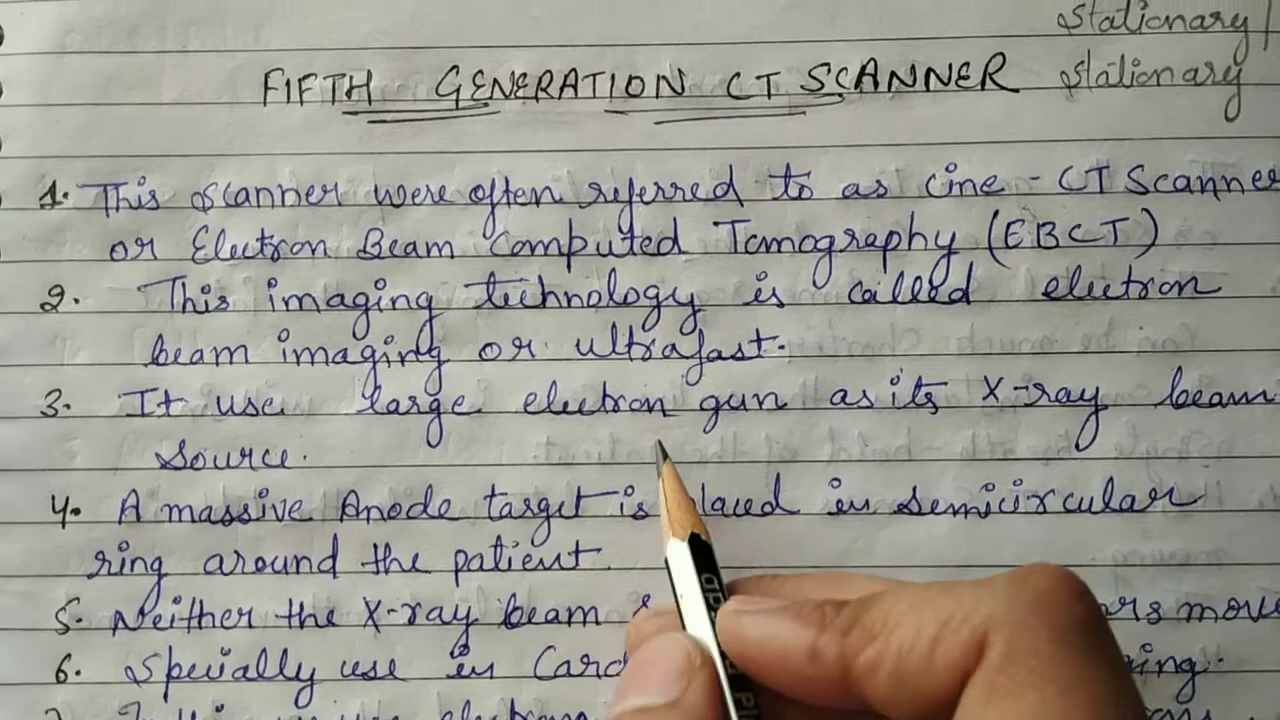 Stationary /
FIFTH GENERATION CT SCANNER Stationary
1. This scanner were often referred to as cine - CT Scanner
or Electron Beam Computed Tomography (EBCT)
2. This imaging technology is called electron
beam imaging or ultrafast.
3. It use large electron gun as its X-ray beam
source.
4. A massive Anode target is placed in semicircular
ring around the patient.
5. Neither the X-ray beam move
6. Specially use in